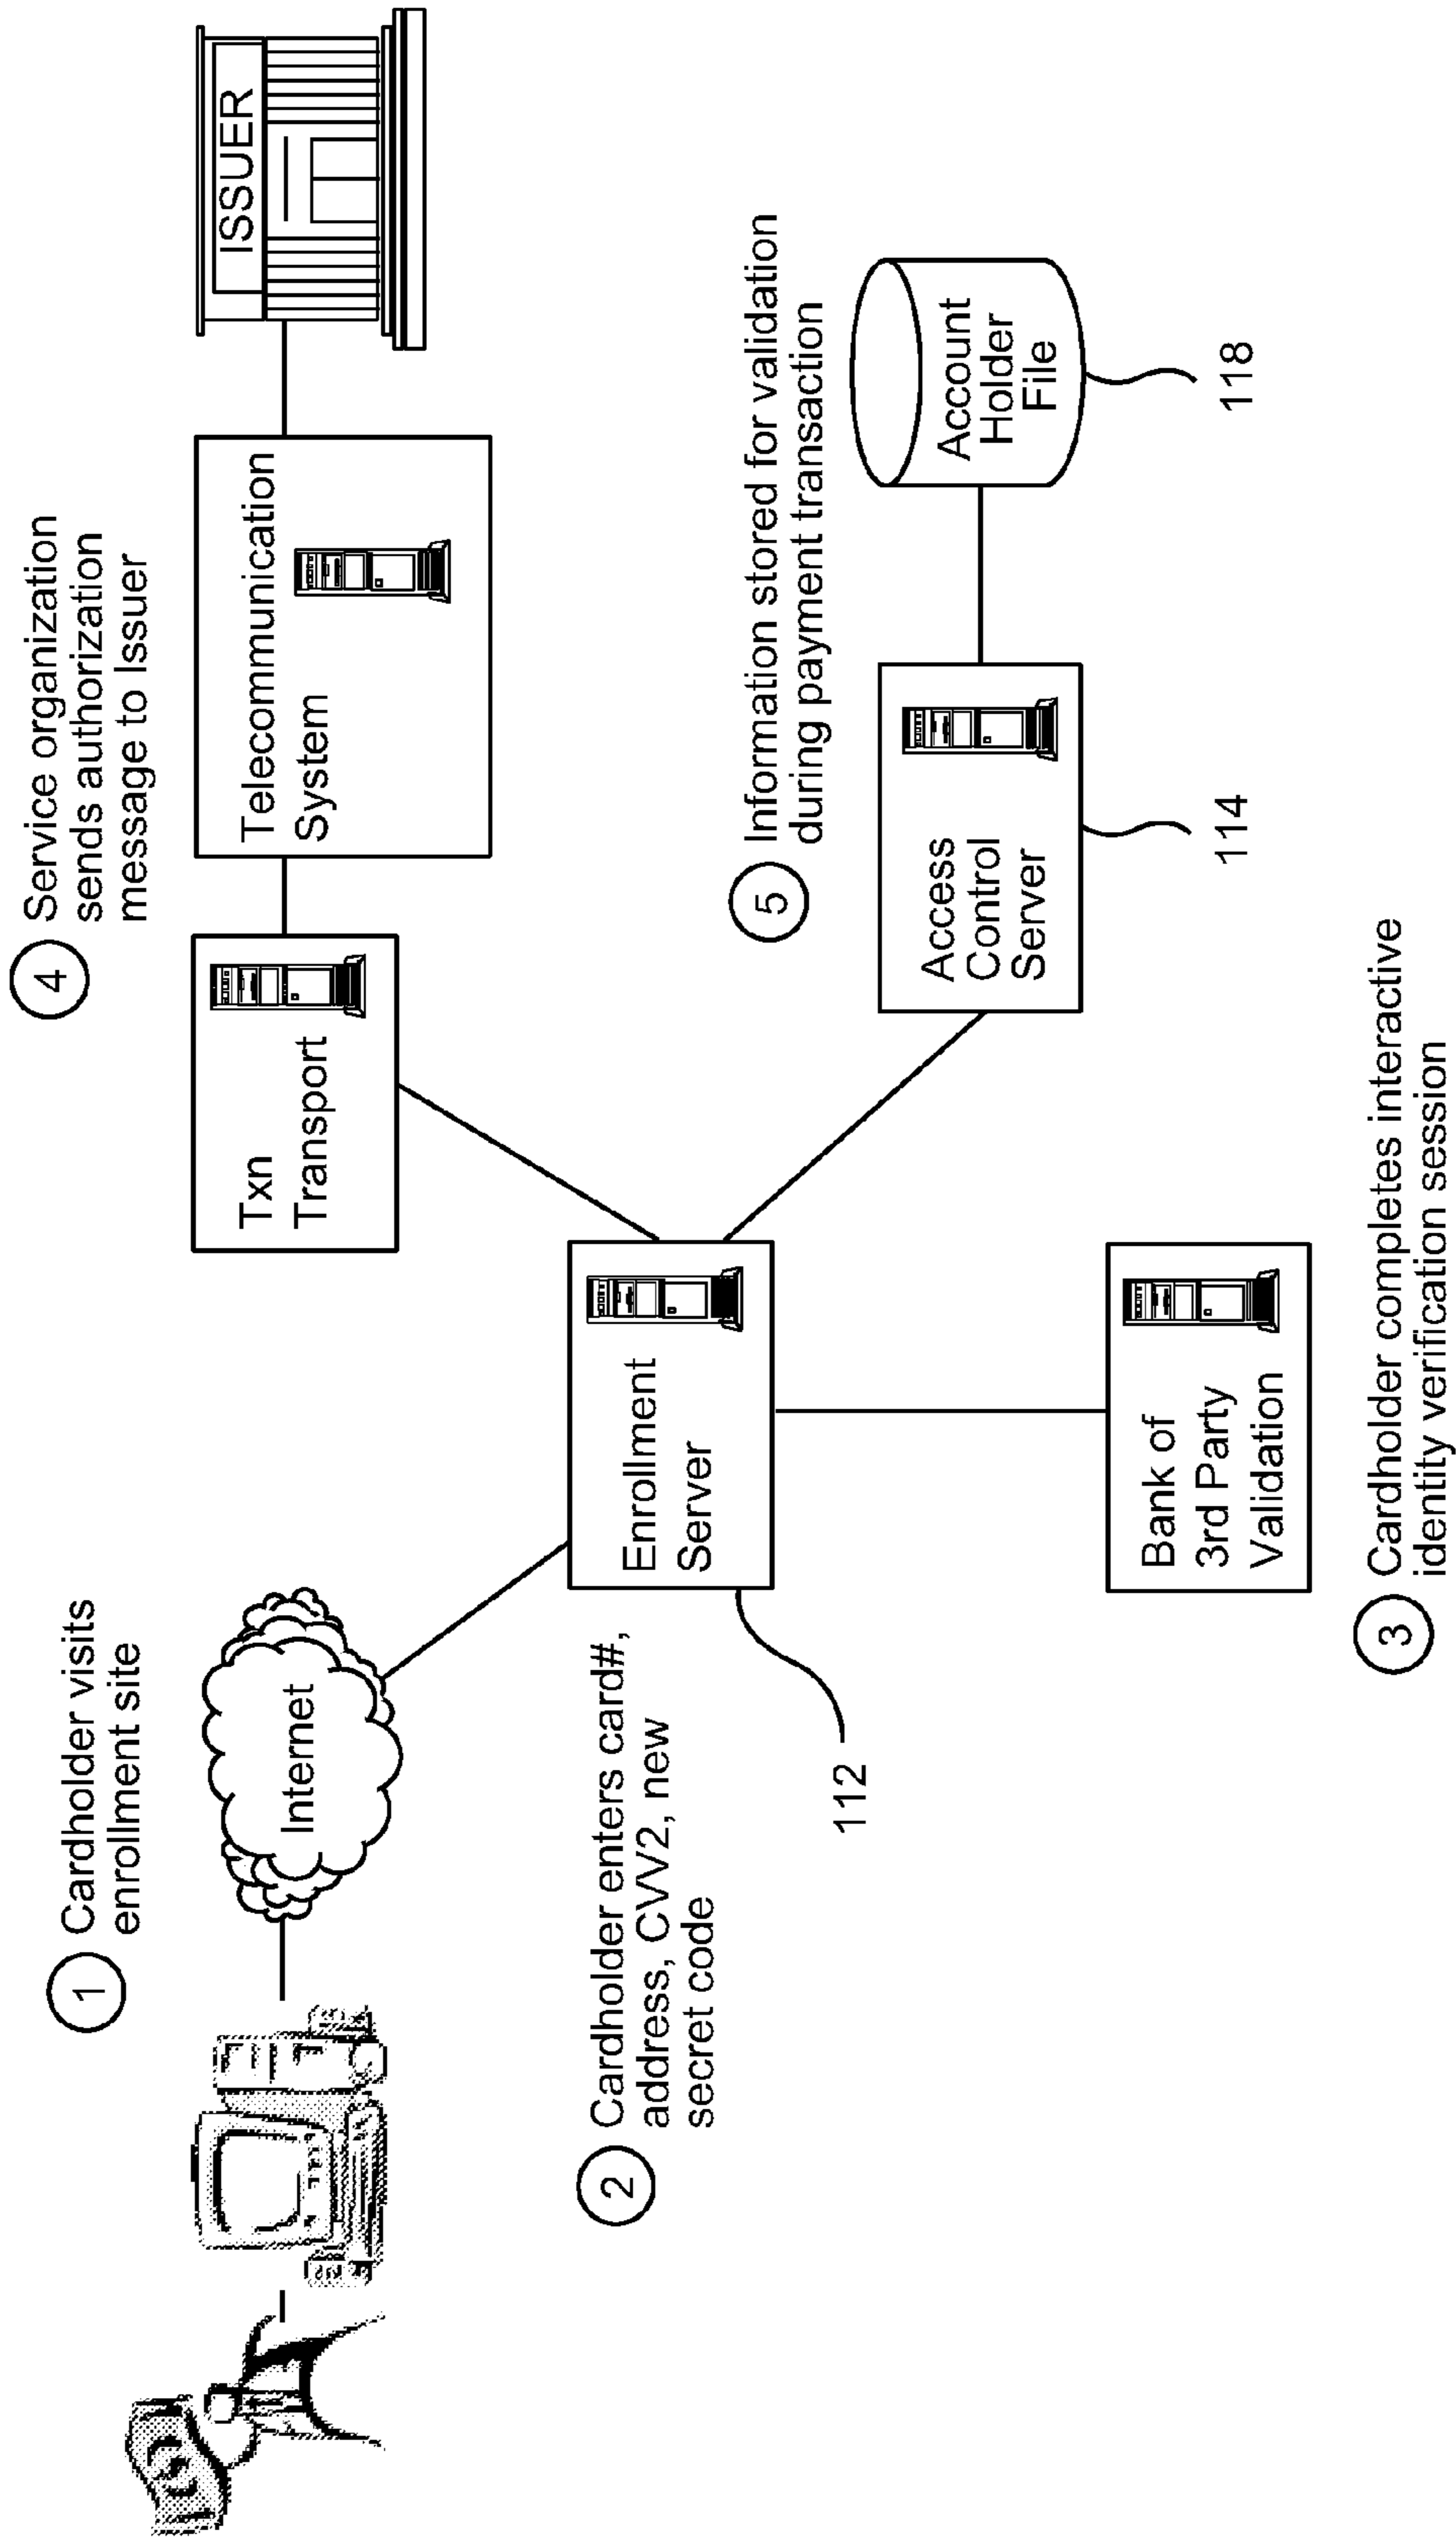 1
Cardholder visits
enrollment site
Internet
2
Cardholder enters card#,
address, CVV2, new
secret code
112
Enrollment
Server
Bank of
3rd Party
Validation
3
Cardholder completes interactive
identity verification session
4
Service organization
sends authorization
message to Issuer
Txn
Transport
Telecommunication
System
ISSUER
5
Information stored for validation
during payment transaction
Access
Control
Server
114
Account
Holder
File
118